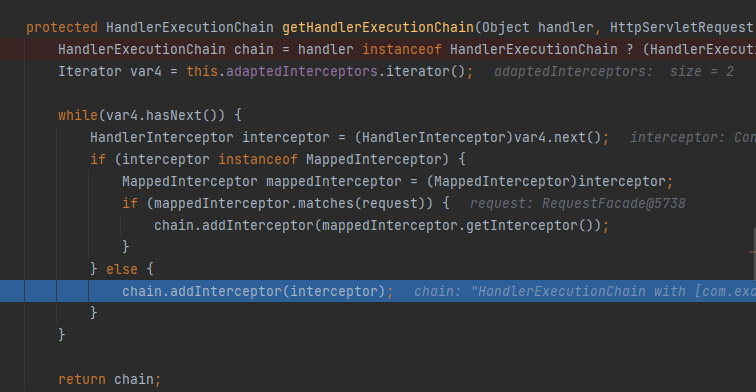 protected HandlerExecutionChain getHandlerExecutionChain(Object handler, HttpServletRequest
HandlerExecutionChain chain = handler instanceof HandlerExecutionChain ? (HandlerExecuti
Iterator var4 = this.adaptedInterceptors.iterator(); adaptedInterceptors: size = 2
while(var4.hasNext()) {
HandlerInterceptor interceptor = (HandlerInterceptor)var4.next(); interceptor: Con
if (interceptor instanceof MappedInterceptor) {
MappedInterceptor mappedInterceptor = (MappedInterceptor)interceptor;
if (mappedInterceptor.matches(request)) { request: RequestFacade@5738
chain.addInterceptor(mappedInterceptor.getInterceptor());
}
} else {
chain.addInterceptor(interceptor); chain: "HandlerExecutionChain with [com.exa
}
}
return chain;